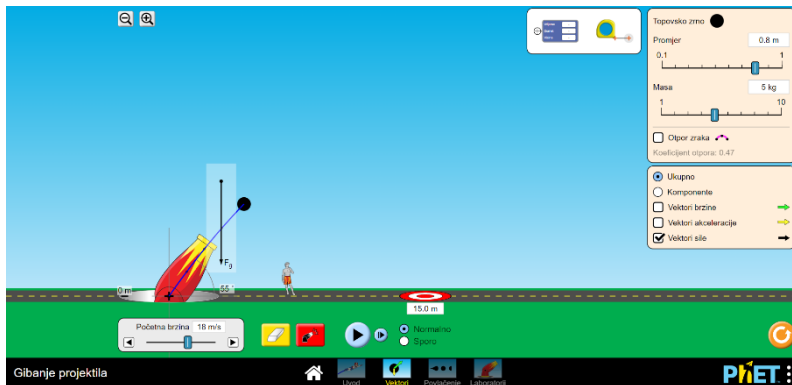 Topovsko zrno
Promjer 0.8 m
0.1 1
Masa 5 kg
1 10
Otpor zraka
Koeficijent otpora: 0.47
Ukupno
Komponente
Vektori brzine
Vektori akceleracije
Vektori sile
Fg
0 m
55°
15.0 m
Početna brzina 18 m/s
Normalno
Sporo
Gibanje projektila
Uvod Vektori Povlačenje Laboratorij
PhET